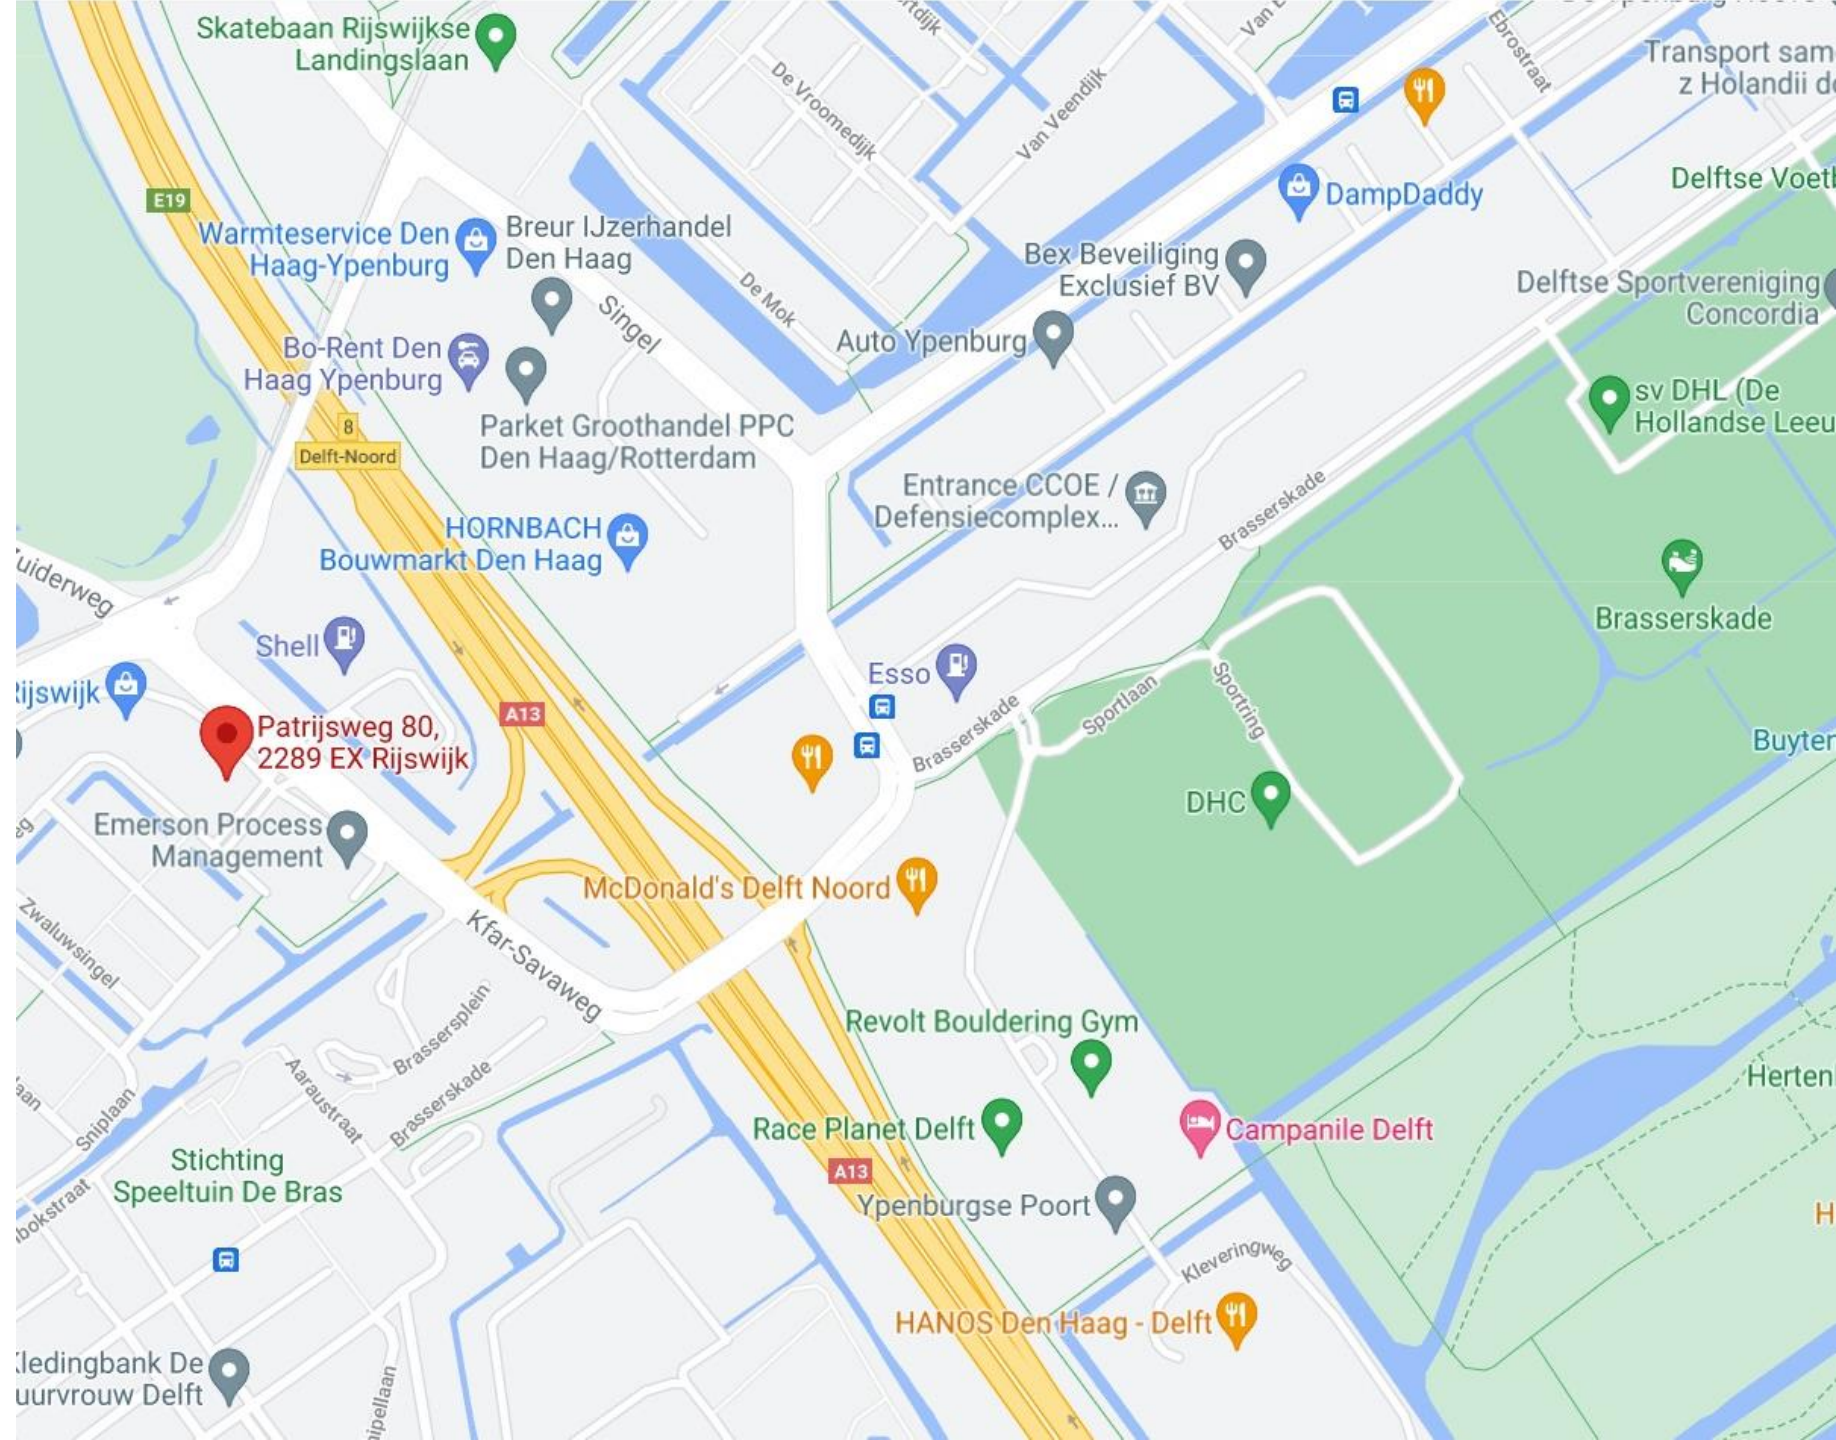 Skatebaan Rijswijkse
Landingslaan
Ebrostraat
Transport sam
z Holandii
De Vroomedijk
Van Veendijk
E19
DampDaddy
Delftse
Warmteservice Den
Haag-Ypenburg
Breur IJzerhandel
Den Haag
Bex Beveiliging
Exclusief BV
De Mok
Singel
Delftse Sportvereniging
Concordia
Auto Ypenburg
Bo-Rent Den
Haag Ypenburg
sv DHL (De
Hollandse Leeu
8
Delft-Noord
Parket Groothandel PPC
Den Haag/Rotterdam
Entrance CCOE /
Defensiecomplex...
Brasserskade
HORNBACH
Bouwmarkt Den Haag
uiderweg
Brasserskade
Shell
Esso
ijswijk
Sportlaan
Sportring
A13
Patrijsweg 80,
2289 EX Rijswijk
Brasserskade
Buyten
DHC
Emerson Process
Management
McDonald's Delft Noord
Zwaluwsingel
Kfar-Savaweg
Brassersplein
Revolt Bouldering Gym
Brasserskade
Aaraustraat
Herten
Sniplaan
Race Planet Delft
Campanile Delft
Stichting
Speeltuin De Bras
A13
Ypenburgse Poort
bokstraat
H
Kleveringweg
HANOS Den Haag - Delft
ledingbank De
uurvrouw Delft
nipellaan